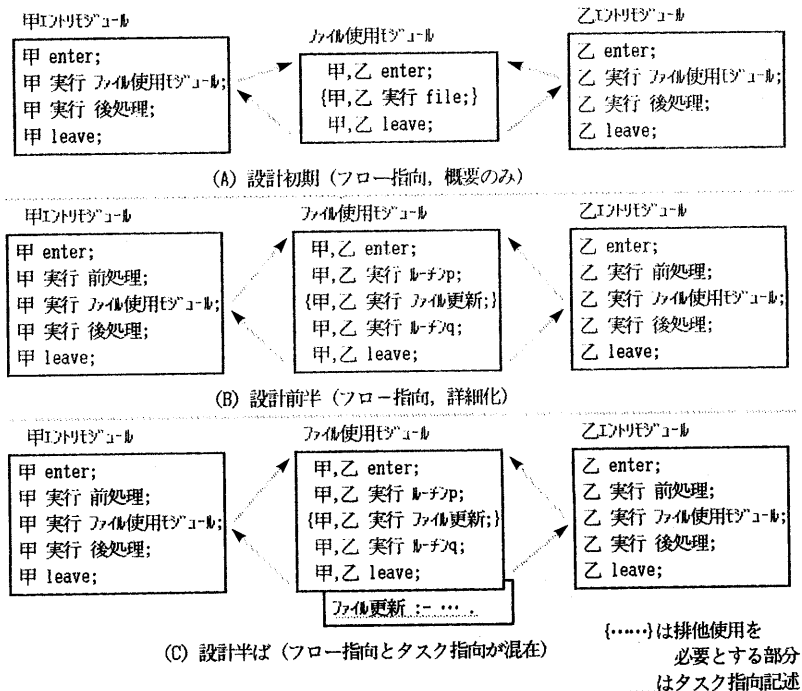 甲エントリモジュール
甲 enter;
甲 実行 ファイル使用モジュール;
甲 実行 後処理;
甲 leave;
ファイル使用モジュール
甲,乙 enter;
{甲,乙 実行 file;}
甲,乙 leave;
乙エントリモジュール
乙 enter;
乙 実行 ファイル使用モジュール;
乙 実行 後処理;
乙 leave;
(A) 設計初期 (フロー指向, 概要のみ)
甲エントリモジュール
甲 enter;
甲 実行 前処理;
甲 実行 ファイル使用モジュール;
甲 実行 後処理;
甲 leave;
ファイル使用モジュール
甲,乙 enter;
甲,乙 実行 ルーチンp;
{甲,乙 実行 ファイル更新;}
甲,乙 実行 ルーチンq;
甲,乙 leave;
乙エントリモジュール
乙 enter;
乙 実行 前処理;
乙 実行 ファイル使用モジュール;
乙 実行 後処理;
乙 leave;
(B) 設計前半 (フロー指向, 詳細化)
甲エントリモジュール
甲 enter;
甲 実行 前処理;
甲 実行 ファイル使用モジュール;
甲 実行 後処理;
甲 leave;
ファイル使用モジュール
甲,乙 enter;
甲,乙 実行 ルーチンp;
{甲,乙 実行 ファイル更新;}
甲,乙 実行 ルーチンq;
甲,乙 leave;
ファイル更新 :- … .
乙エントリモジュール
乙 enter;
乙 実行 前処理;
乙 実行 ファイル使用モジュール;
乙 実行 後処理;
乙 leave;
(C) 設計半ば (フロー指向とタスク指向が混在)
{……}は排他使用を
必要とする部分
はタスク指向記述